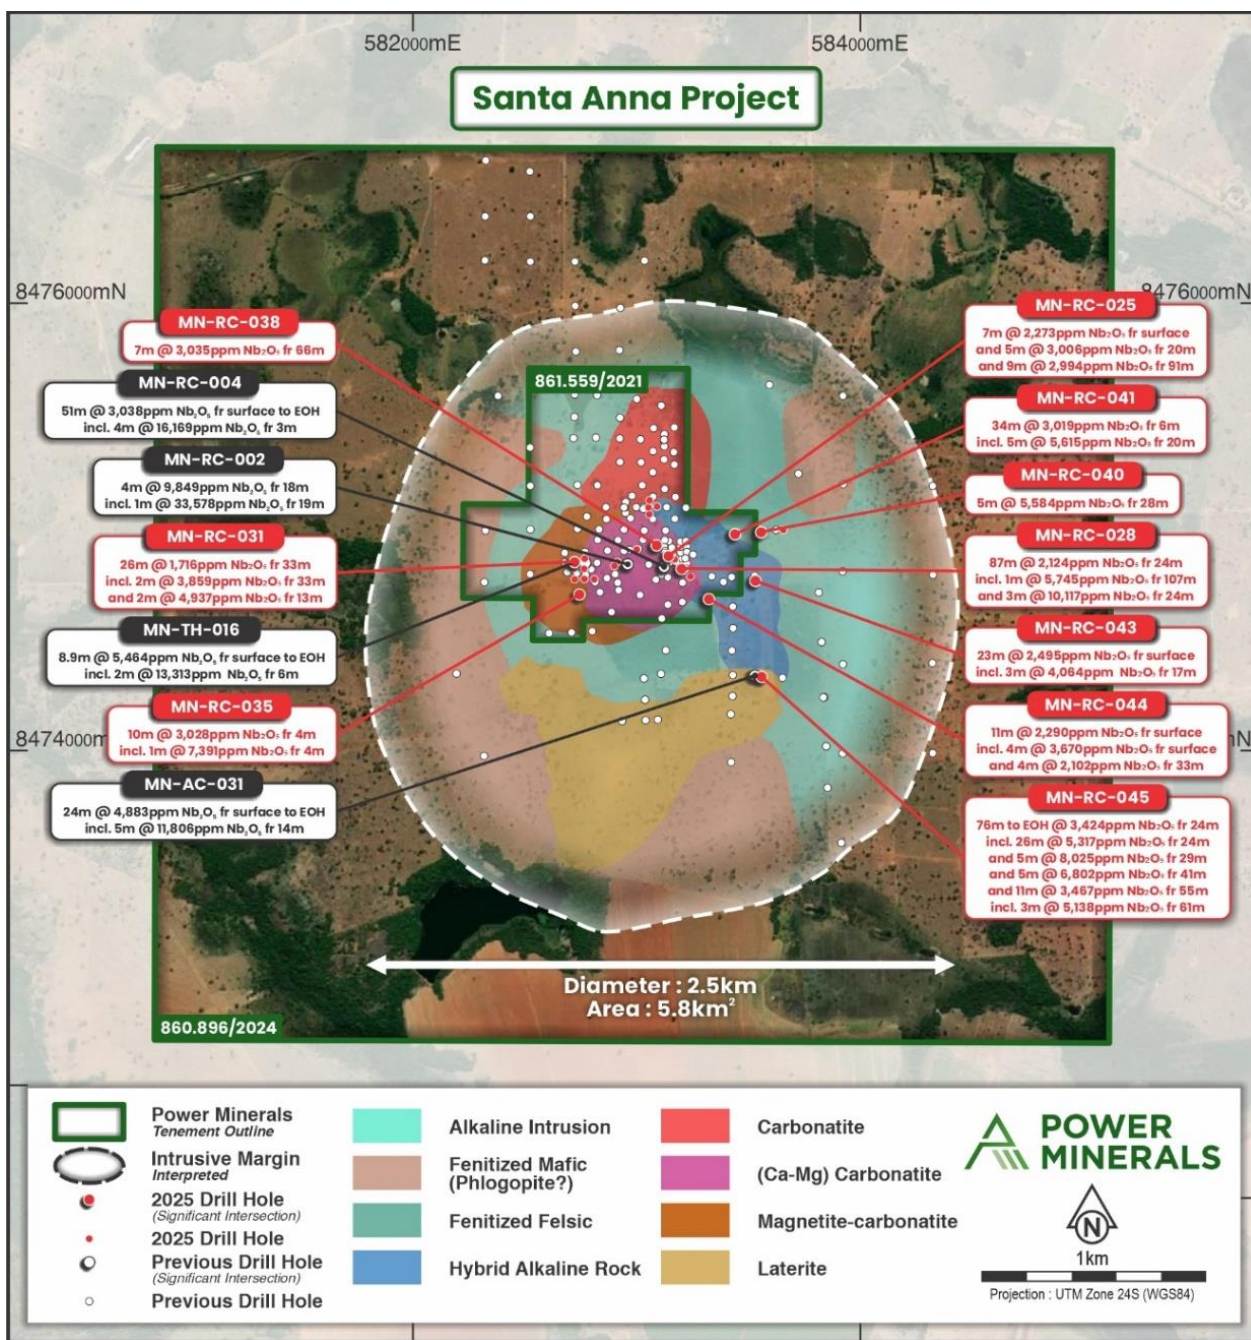 582000mE
584000mE
Santa Anna Project
8476000mN
8476000mN
MN-RC-038
7m @ 3,035ppm Nb₂O₅ fr 66m
MN-RC-004
51m @ 3,038ppm Nb₂O₅ fr surface to EOH
incl. 4m @ 16,169ppm Nb₂O₅ fr 3m
MN-RC-002
4m @ 9,849ppm Nb₂O₅ fr 18m
incl. 1m @ 33,578ppm Nb₂O₅ fr 19m
MN-RC-031
26m @ 1,716ppm Nb₂O₅ fr 33m
incl. 2m @ 3,859ppm Nb₂O₅ fr 33m
and 2m @ 4,937ppm Nb₂O₅ fr 13m
MN-TH-016
8.9m @ 5,464ppm Nb₂O₅ fr surface to EOH
incl. 2m @ 13,313ppm Nb₂O₅ fr 6m
MN-RC-035
10m @ 3,028ppm Nb₂O₅ fr 4m
incl. 1m @ 7,391ppm Nb₂O₅ fr 4m
8474000m
MN-AC-031
24m @ 4,883ppm Nb₂O₅ fr surface to EOH
incl. 5m @ 11,806ppm Nb₂O₅ fr 14m
861.559/2021
MN-RC-025
7m @ 2,273ppm Nb₂O₅ fr surface
and 5m @ 3,006ppm Nb₂O₅ fr 20m
and 9m @ 2,994ppm Nb₂O₅ fr 91m
MN-RC-041
34m @ 3,019ppm Nb₂O₅ fr 6m
incl. 5m @ 5,615ppm Nb₂O₅ fr 20m
MN-RC-040
5m @ 5,584ppm Nb₂O₅ fr 28m
MN-RC-028
87m @ 2,124ppm Nb₂O₅ fr 24m
incl. 1m @ 5,745ppm Nb₂O₅ fr 107m
and 3m @ 10,117ppm Nb₂O₅ fr 24m
MN-RC-043
23m @ 2,495ppm Nb₂O₅ fr surface
incl. 3m @ 4,064ppm Nb₂O₅ fr 17m
MN-RC-044
11m @ 2,290ppm Nb₂O₅ fr surface
incl. 4m @ 3,670ppm Nb₂O₅ fr surface
and 4m @ 2,102ppm Nb₂O₅ fr 33m
N
MN-RC-045
76m to EOH @ 3,424ppm Nb₂O₅ fr 24m
incl. 26m @ 5,317ppm Nb₂O₅ fr 24m
and 5m @ 8,025ppm Nb₂O₅ fr 29m
and 5m @ 6,802ppm Nb₂O₅ fr 41m
and 11m @ 3,467ppm Nb₂O₅ fr 55m
incl. 3m @ 5,138ppm Nb₂O₅ fr 61m
Diameter : 2.5km
Area : 5.8km²
860.896/2024
Power Minerals
Tenement Outline
Intrusive Margin
Interpreted
2025 Drill Hole
(Significant Intersection)
2025 Drill Hole
Previous Drill Hole
(Significant Intersection)
Previous Drill Hole
Alkaline Intrusion
Fenitized Mafic
(Phlogopite?)
Fenitized Felsic
Hybrid Alkaline Rock
Carbonatite
(Ca-Mg) Carbonatite
Magnetite-carbonatite
Laterite
POWER
MINERALS
N
1km
Projection : UTM Zone 24S (WGS84)